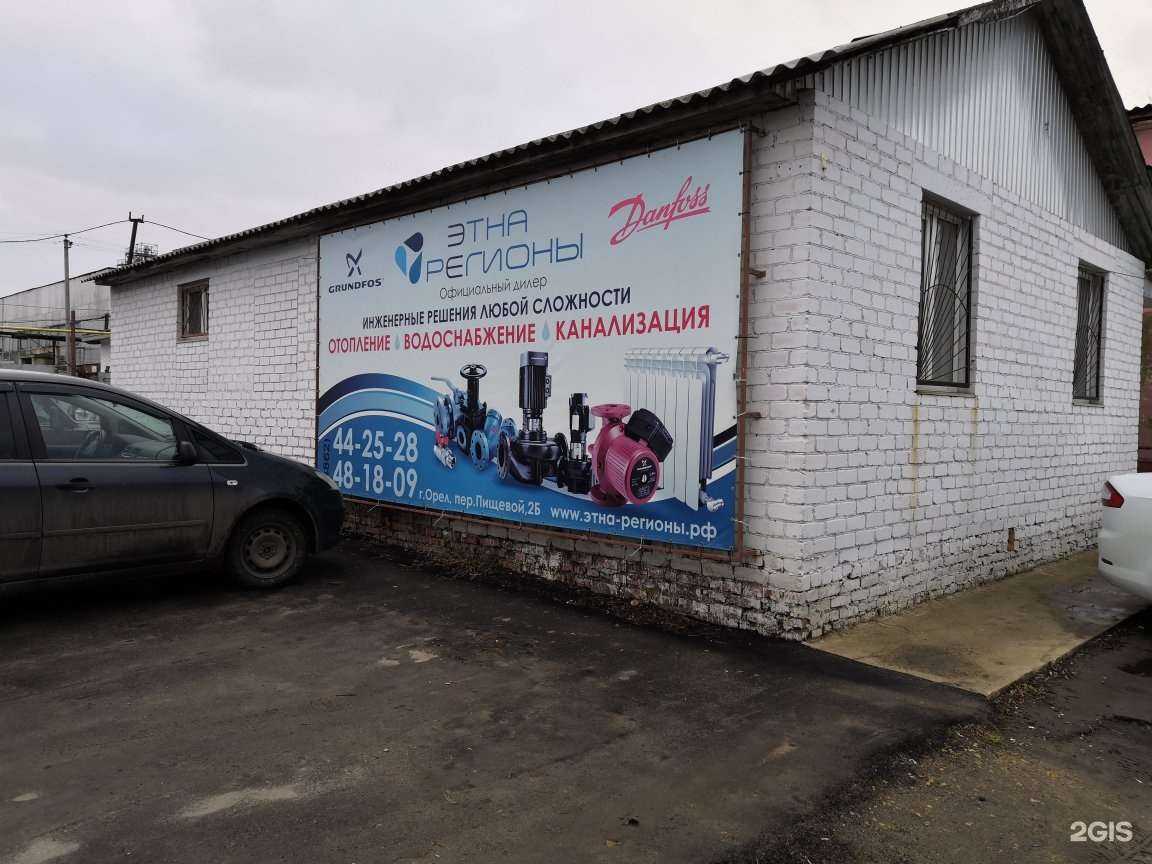 GRUNDFOS
ЭТНА
РЕГИОНЫ
Danfoss
Официальный дилер
ИНЖЕНЕРНЫЕ РЕШЕНИЯ ЛЮБОЙ СЛОЖНОСТИ
ОТОПЛЕНИЕ ВОДОСНАБЖЕНИЕ КАНАЛИЗАЦИЯ
(4862)
44-25-28
48-18-09
г.Орел, пер.Пищевой,2Б www.этна-регионы.рф
2GIS